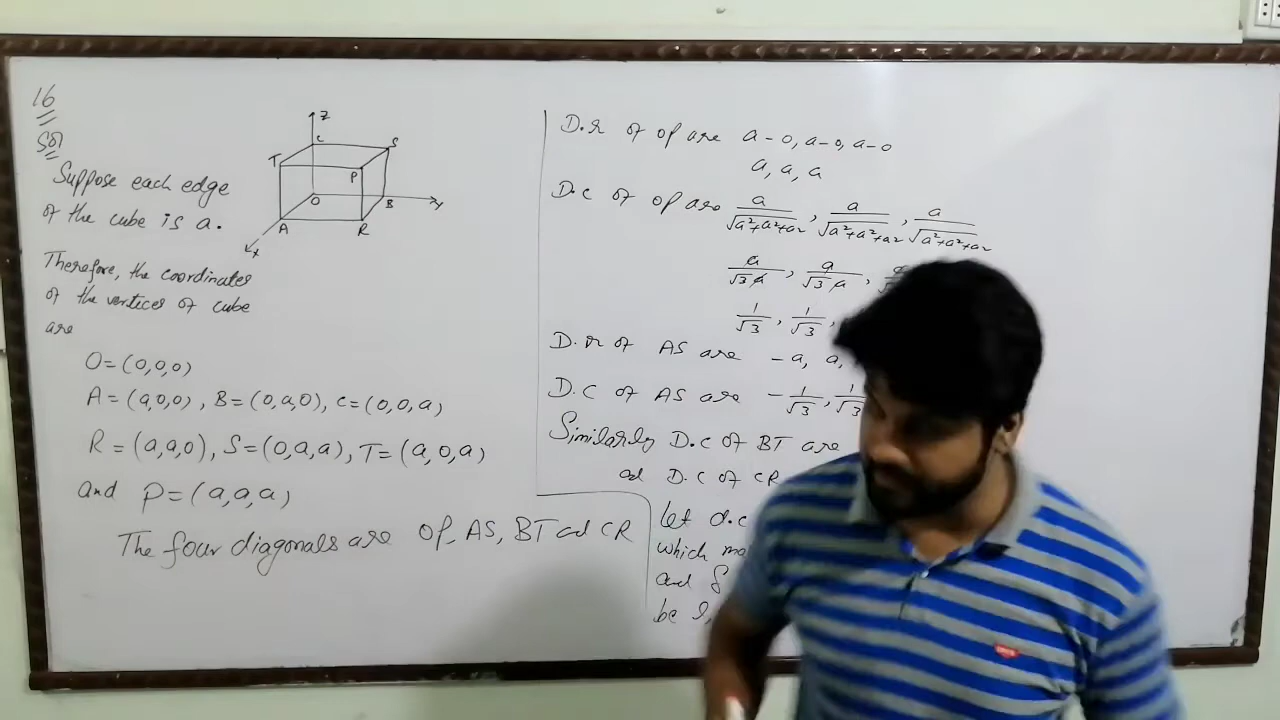 16
Sol
Suppose each edge
of the cube is a.
Therefore, the coordinates
of the vertices of cube
are
O=(0,0,0)
A=(a,0,0), B=(0,a,0), C=(0,0,a)
R=(a,a,0), S=(0,a,a), T=(a,0,a)
and P=(a,a,a)
The four diagonals are OP, AS, BT ad CR
Z
C
S
T
P
O
B
Y
A
R
X
D.r of OP are a-0, a-0, a-0
a, a, a
D.C of OP are a/√a²+a²+a², a/√a²+a²+a², a/√a²+a²+a²
a/√3 a, a/√3 a,
1/√3, 1/√3,
D.r of AS are -a, a,
D.C of AS are -1/√3, 1/√3
Similarly D.C of BT are
ad D.C of CR
let d.c
which
and
be l,